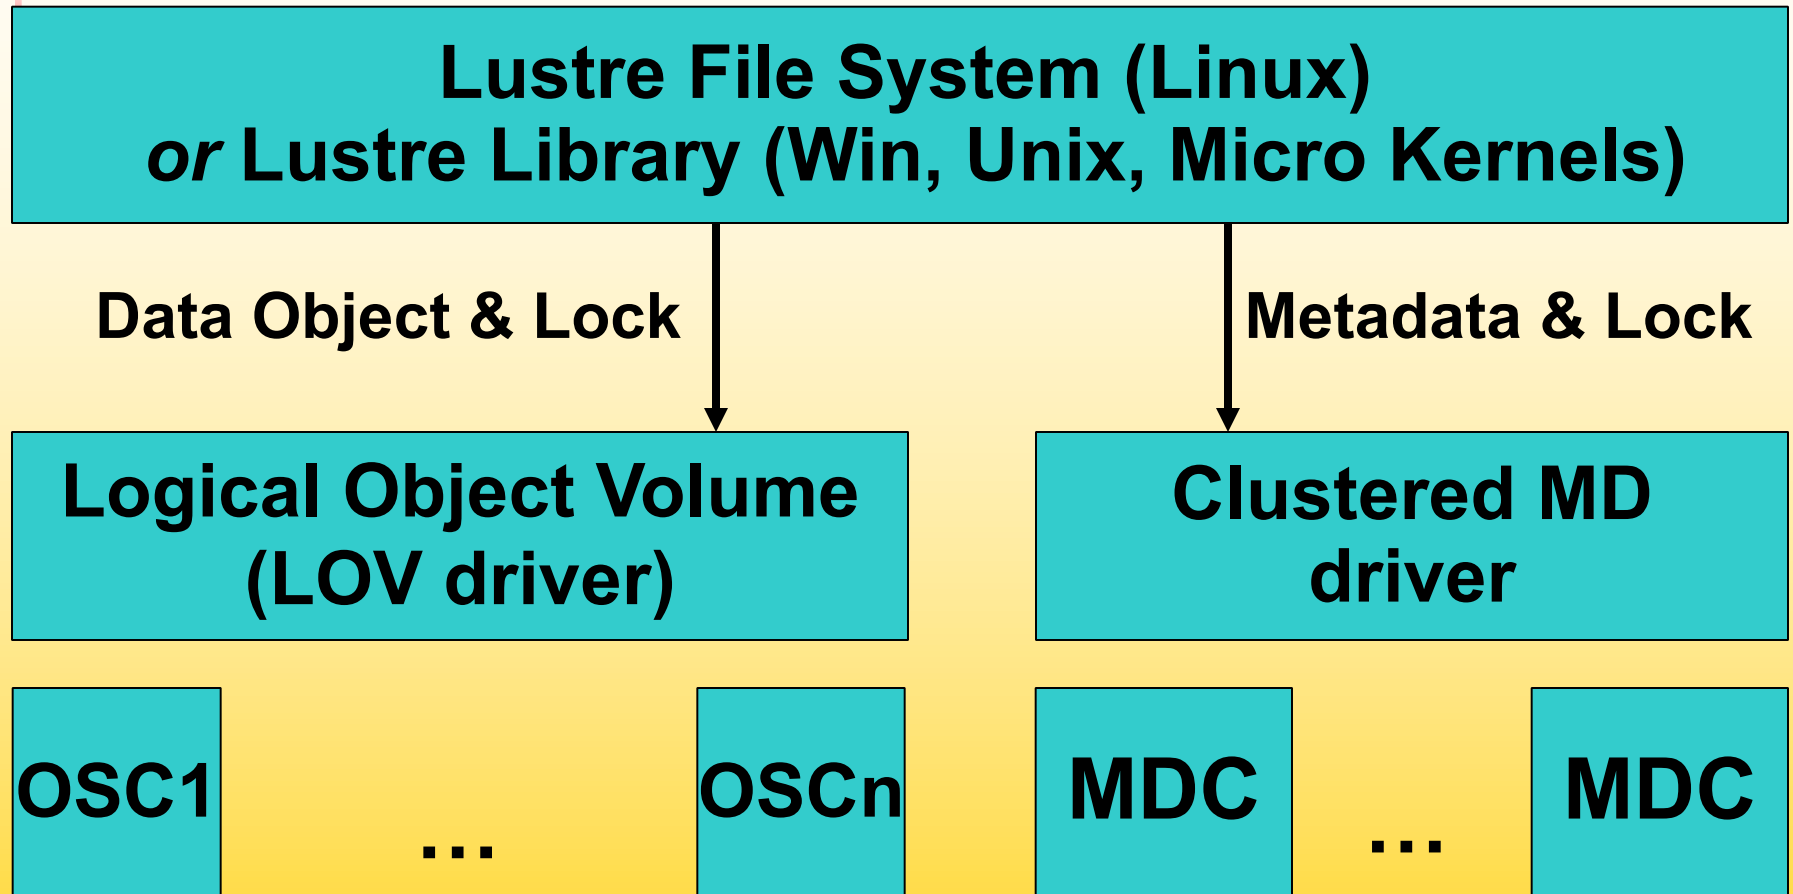 Lustre File System (Linux)
or Lustre Library (Win, Unix, Micro Kernels)
Data Object & Lock
Metadata & Lock
Logical Object Volume
(LOV driver)
Clustered MD
driver
OSC1
...
OSCn
MDC
...
MDC